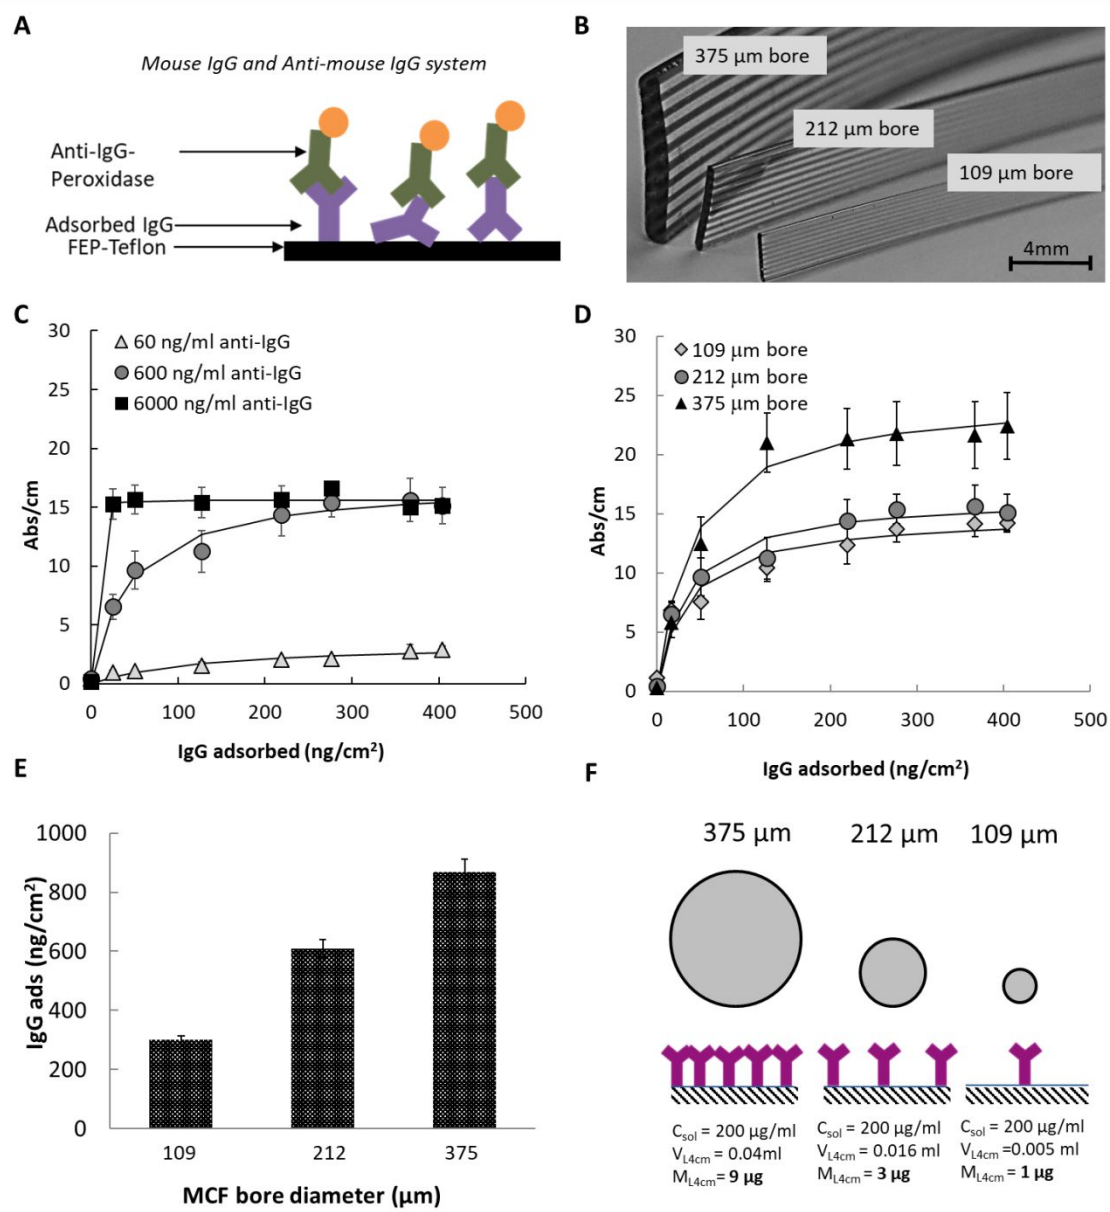 A
Mouse IgG and Anti-mouse IgG system
Anti-IgG-
Peroxidase
Adsorbed IgG
FEP-Teflon
B
375 µm bore
212 µm bore
109 µm bore
4mm
C
30
25
20
15
10
5
0
Abs/cm
60 ng/ml anti-IgG
600 ng/ml anti-IgG
6000 ng/ml anti-IgG
0
100
200
300
400
500
IgG adsorbed (ng/cm²)
D
30
25
20
15
10
5
0
Abs/cm
109 µm bore
212 µm bore
375 µm bore
0
100
200
300
400
500
IgG adsorbed (ng/cm²)
E
1000
800
600
400
200
0
IgG ads (ng/cm²)
109
212
375
MCF bore diameter (µm)
F
375 µm
212 µm
109 µm
Csol = 200 µg/ml
VL4cm = 0.04ml
ML4cm= 9 µg
Csol = 200 µg/ml
VL4cm = 0.016 ml
ML4cm= 3 µg
Csol = 200 µg/ml
VL4cm =0.005 ml
ML4cm= 1 µg